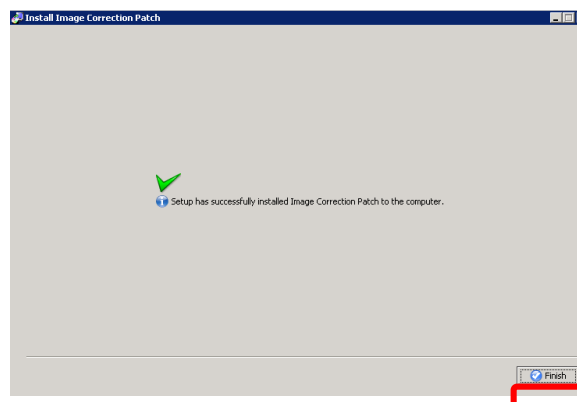 Install Image Correction Patch
Setup has successfully installed Image Correction Patch to the computer.
Finish